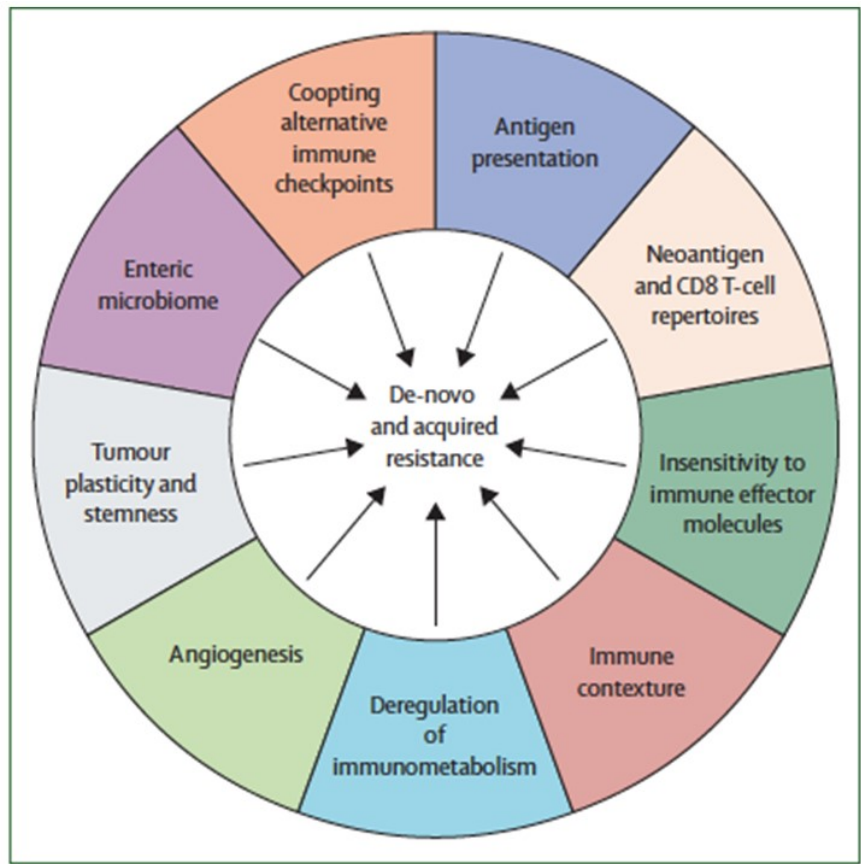 Coopting
alternative
immune
checkpoints
Antigen
presentation
Neoantigen
and CD8 T-cell
repertoires
Insensitivity to
immune effector
molecules
Immune
contexture
Deregulation
of
immunometabolism
Angiogenesis
Tumour
plasticity and
stemness
Enteric
microbiome
De-novo
and acquired
resistance